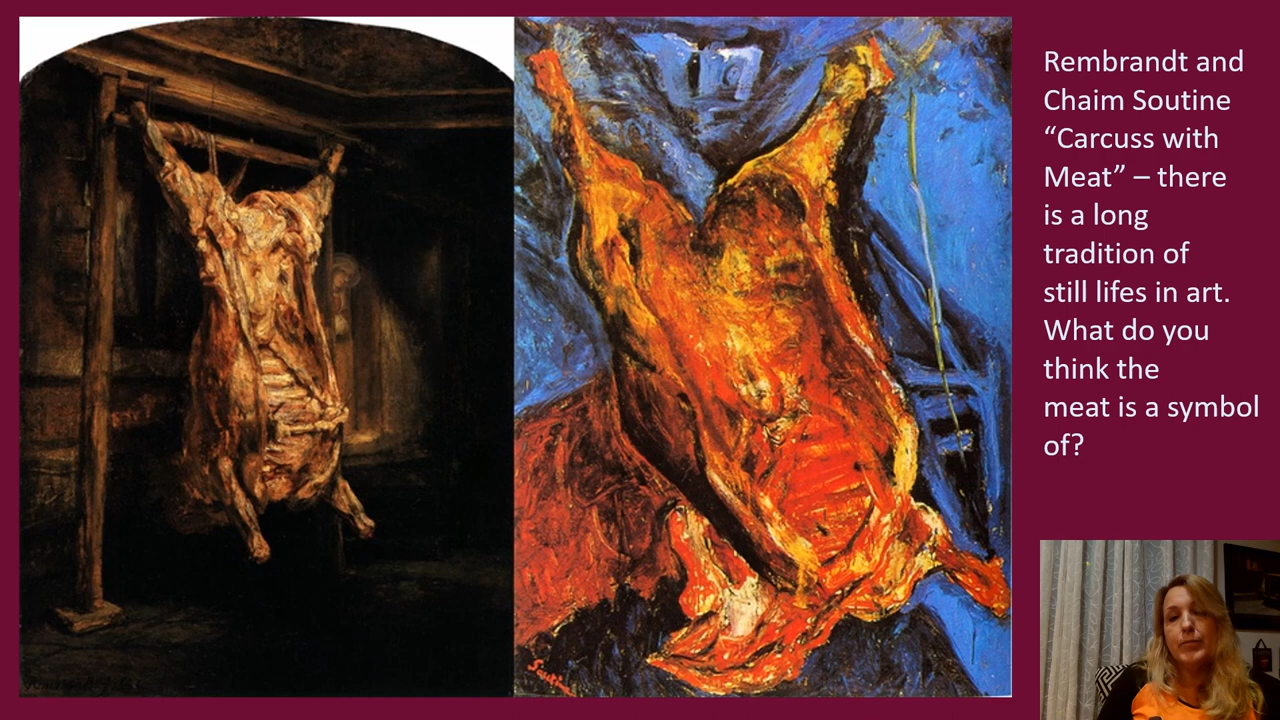 Rembrandt and
Chaim Soutine
“Carcuss with
Meat” – there
is a long
tradition of
still lifes in art.
What do you
think the
meat is a symbol
of?
Soutine